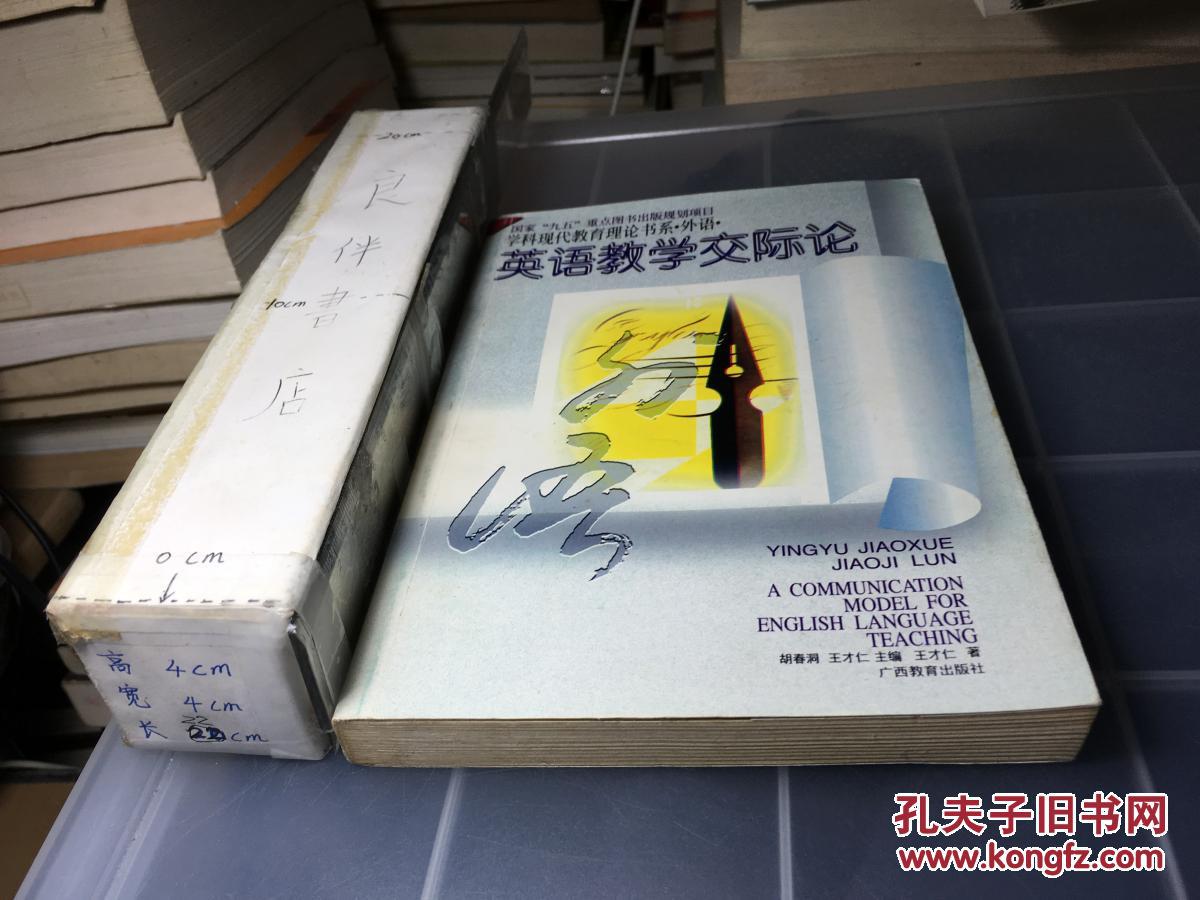 20cm
良
伴
10cm
書
店
0 cm
高 4cm
宽 4cm
长 22cm
国家“九五”重点图书出版规划项目
学科现代教育理论书系·外语·
英语教学交际论
外
语
YINGYU JIAOXUE
JIAOJI LUN
A COMMUNICATION
MODEL FOR
ENGLISH LANGUAGE
TEACHING
胡春洞 王才仁 主编 王才仁 著
广西教育出版社
孔夫子旧书网
www.kongfz.com